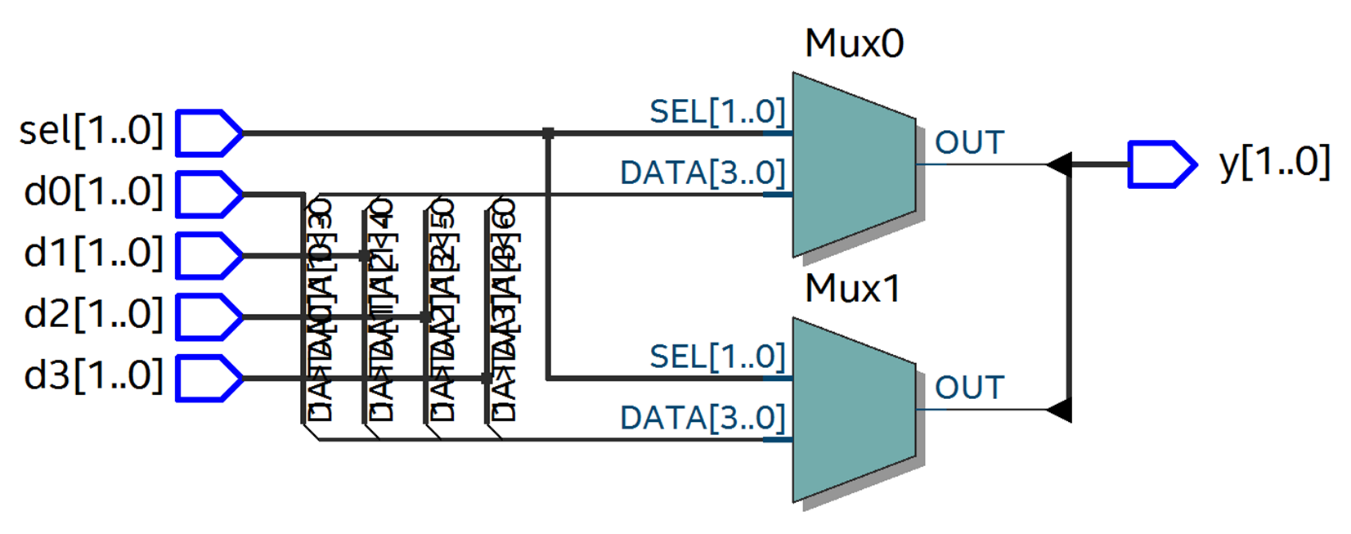 Mux0
sel[1..0]
SEL[1..0]
OUT
y[1..0]
d0[1..0]
DATA[3..0]
d1[1..0]
Mux1
d2[1..0]
SEL[1..0]
d3[1..0]
OUT
DATA[3..0]